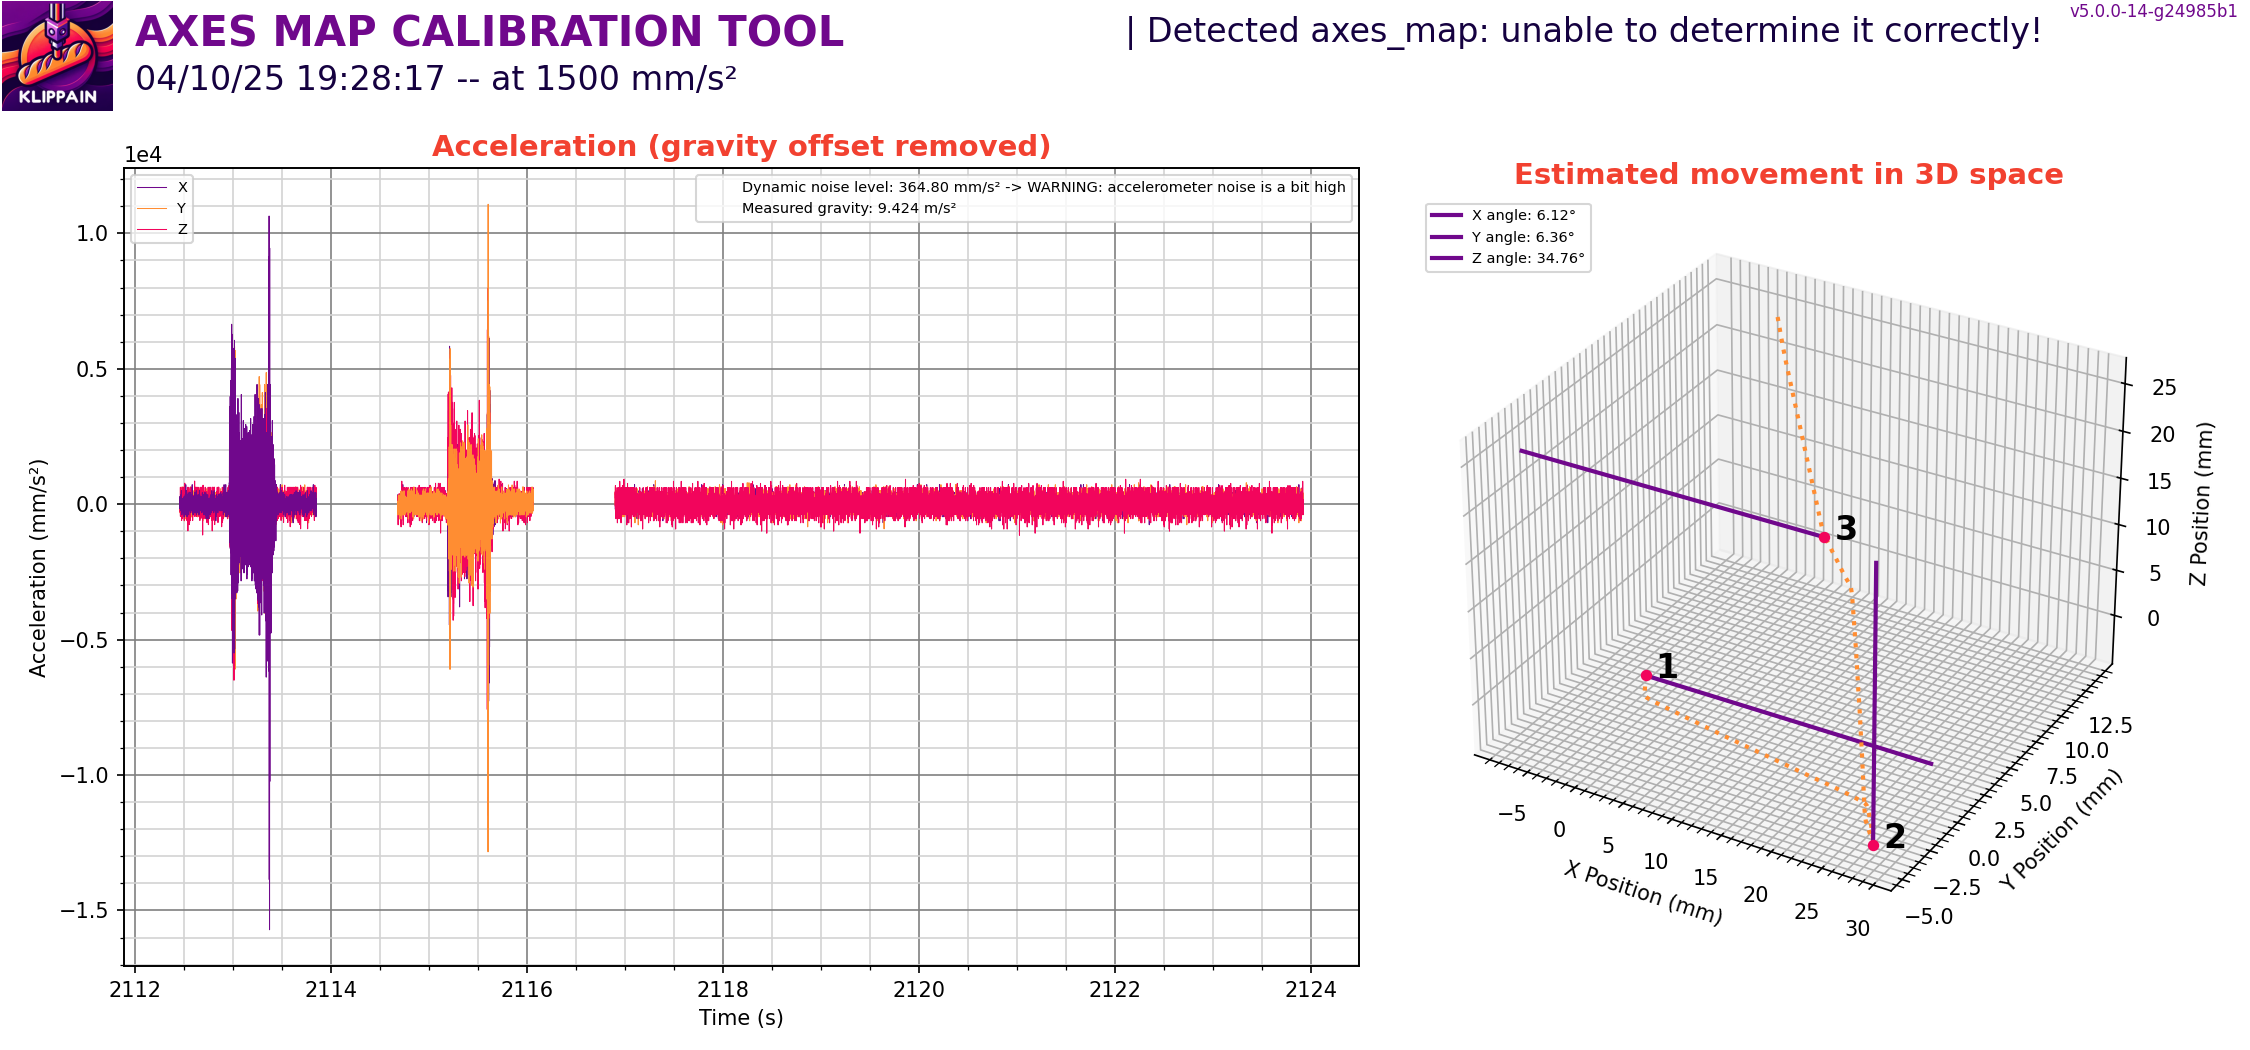 AXES MAP CALIBRATION TOOL
04/10/25 19:28:17 -- at 1500 mm/s²
| Detected axes_map: unable to determine it correctly!
v5.0.0-14-g24985b1
KLIPPAIN
Acceleration (gravity offset removed)
1e4
X
Y
Z
Dynamic noise level: 364.80 mm/s² -> WARNING: accelerometer noise is a bit high
Measured gravity: 9.424 m/s²
1.0
0.5
0.0
−0.5
−1.0
−1.5
Acceleration (mm/s²)
2112 2114 2116 2118 2120 2122 2124
Time (s)
Estimated movement in 3D space
X angle: 6.12°
Y angle: 6.36°
Z angle: 34.76°
1
2
3
25
20
15
10
5
0
Z Position (mm)
12.5
10.0
7.5
5.0
2.5
0.0
−2.5
−5.0
Y Position (mm)
−5
0
5
10
15
20
25
30
X Position (mm)